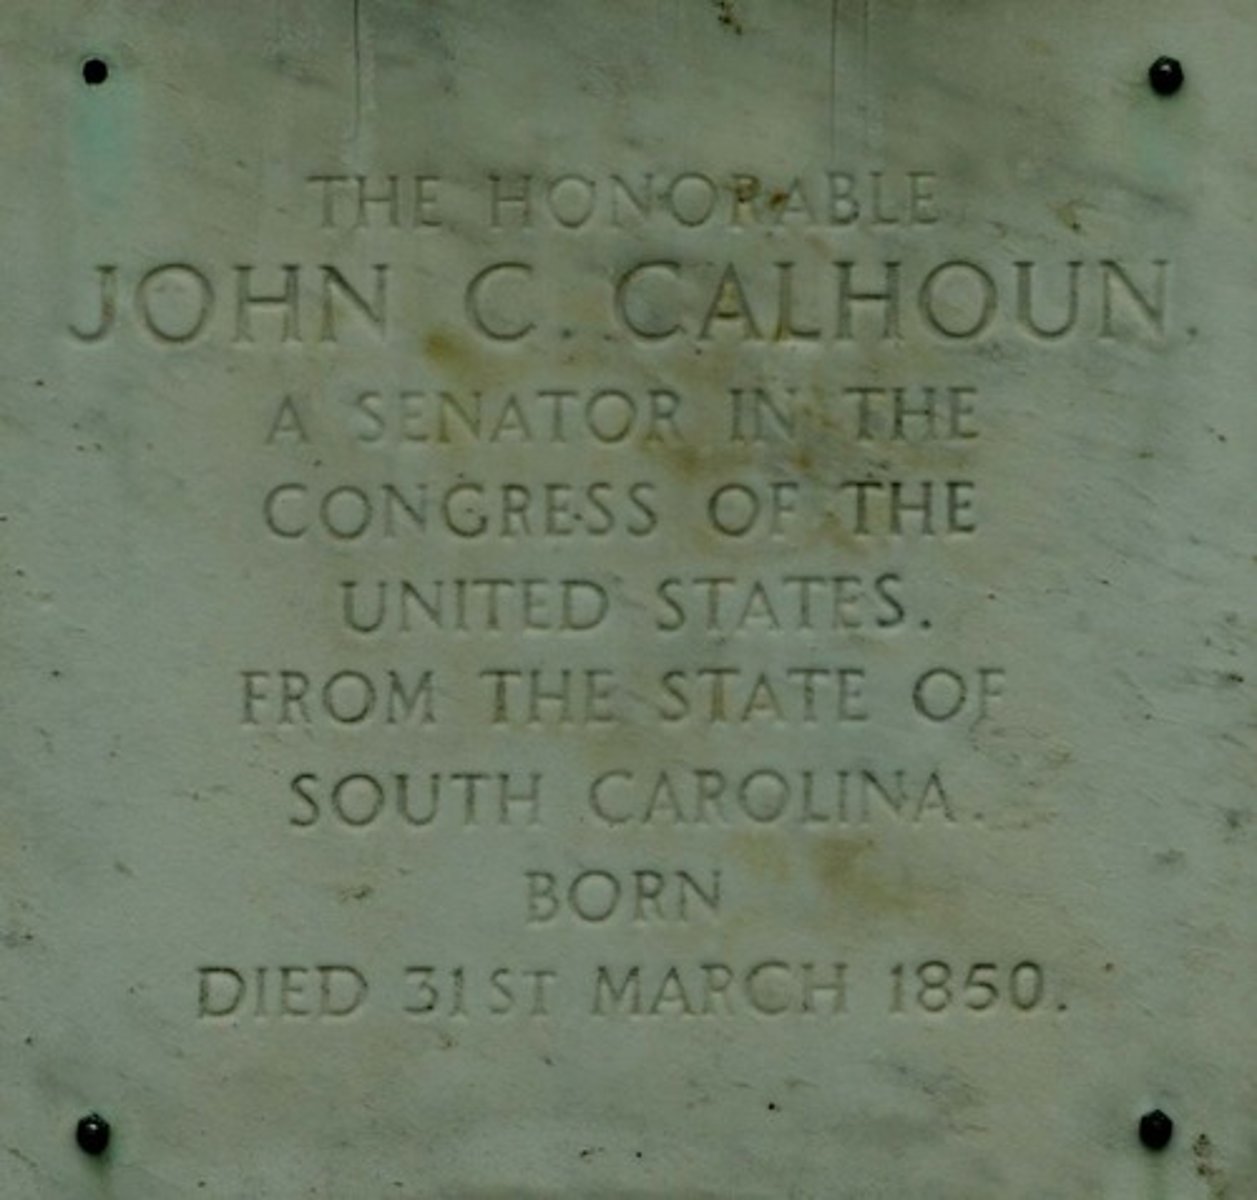 THE HONORABLE
JOHN C. CALHOUN.
A SENATOR IN THE
CONGRESS OF THE
UNITED STATES.
FROM THE STATE OF
SOUTH CAROLINA.
BORN
DIED 31ST MARCH 1850.